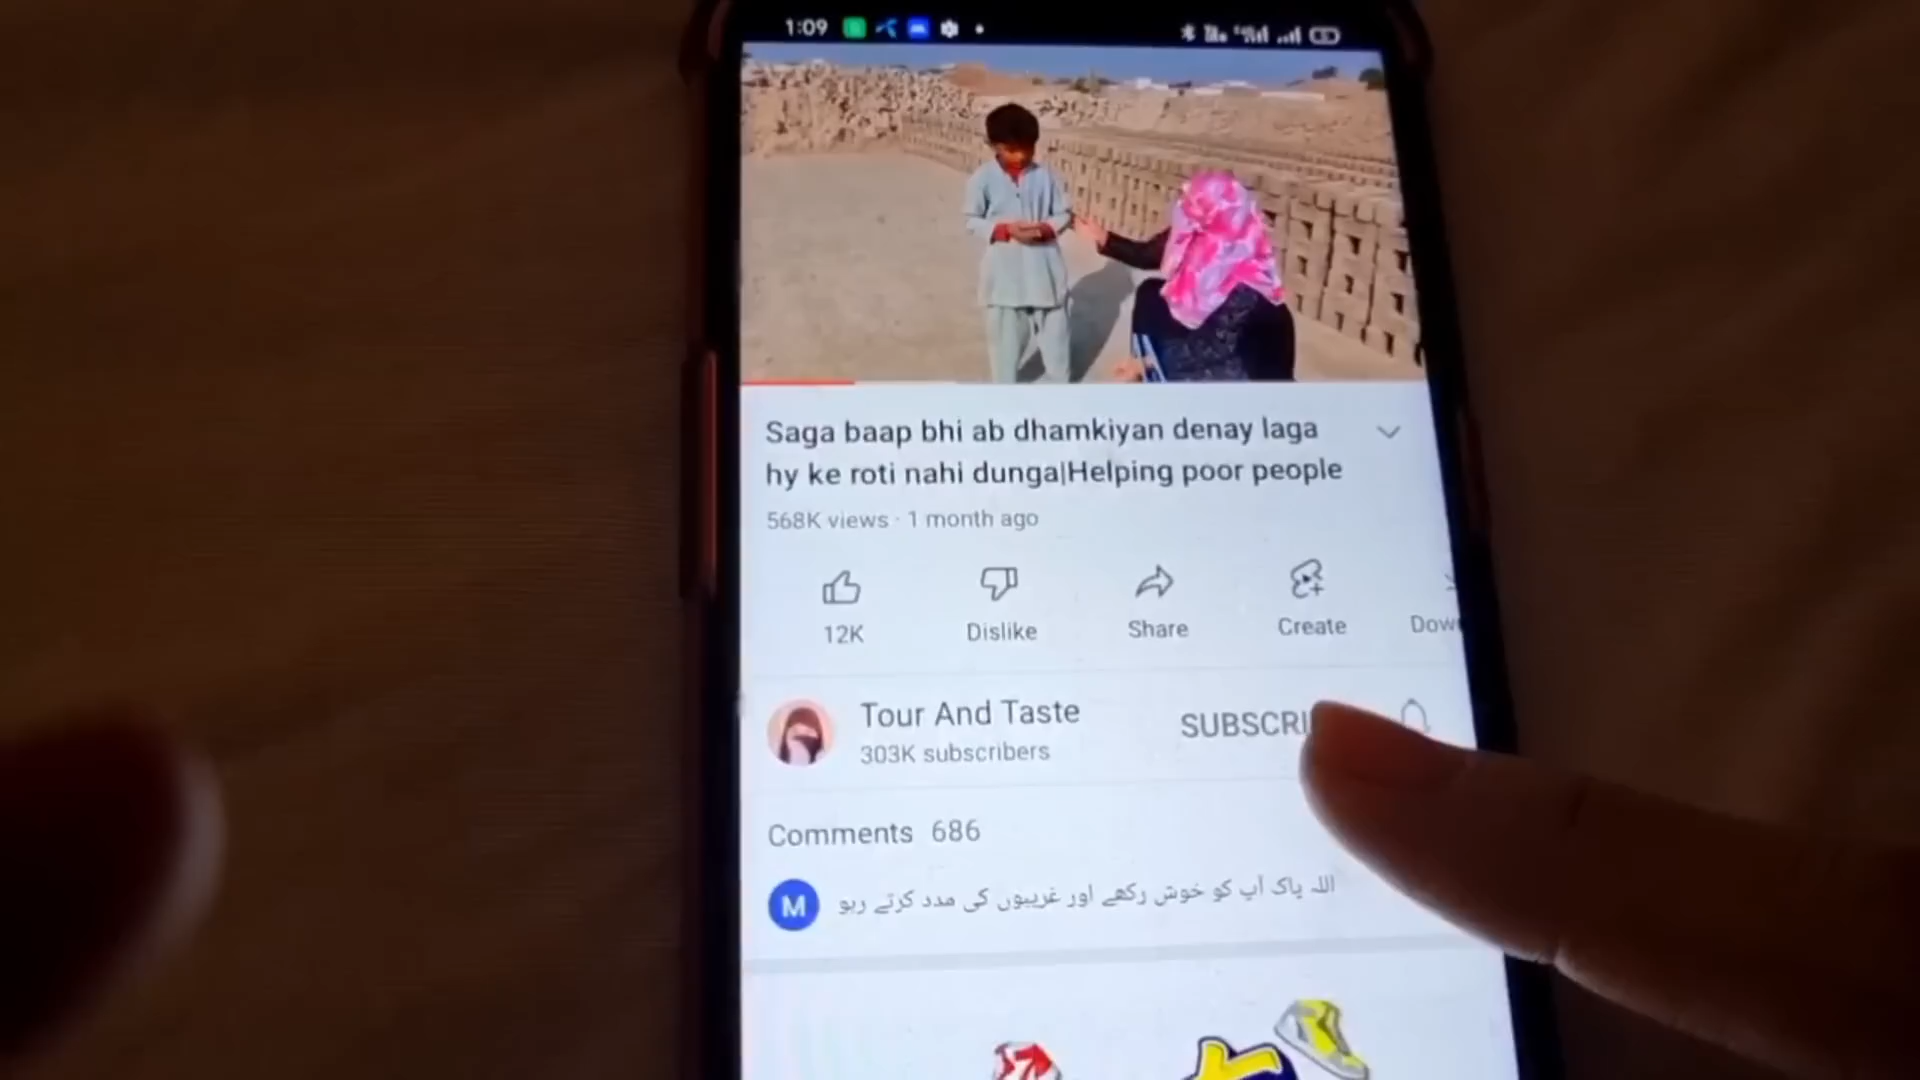 1:09
Saga baap bhi ab dhamkiyan denay laga
hy ke roti nahi dunga|Helping poor people
568K views · 1 month ago
12K
Dislike
Share
Create
Dow
Tour And Taste
SUBSCRI
303K subscribers
Comments 686
M
اللہ پاک آپ کو خوش رکھے اور غریبوں کی مدد کرتے رہو